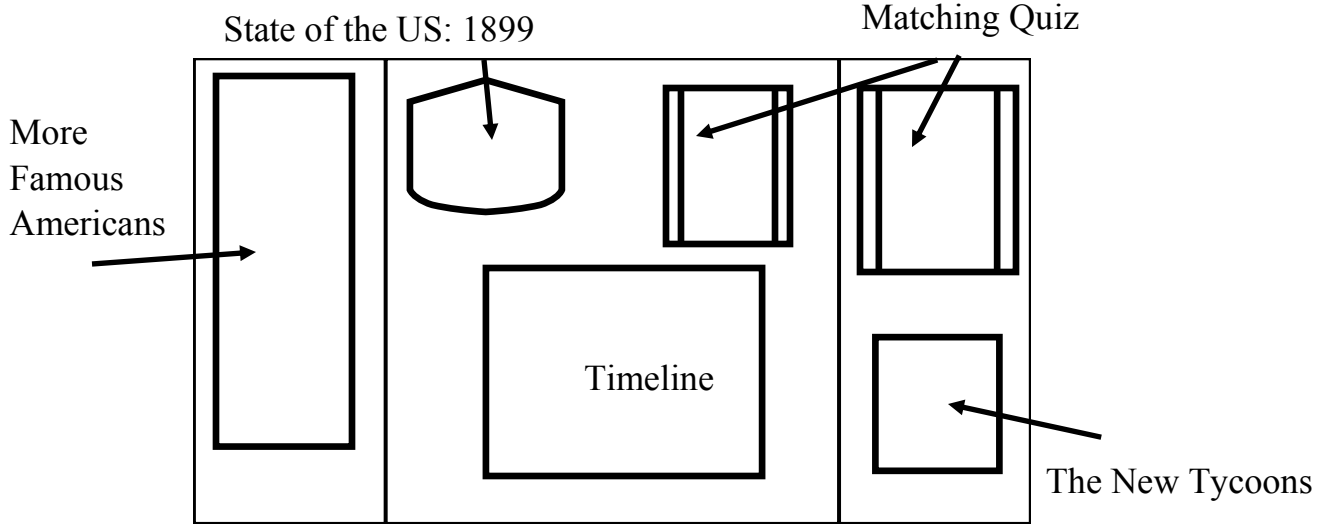 State of the US: 1899
Matching Quiz
More
Famous
Americans
Timeline
The New Tycoons